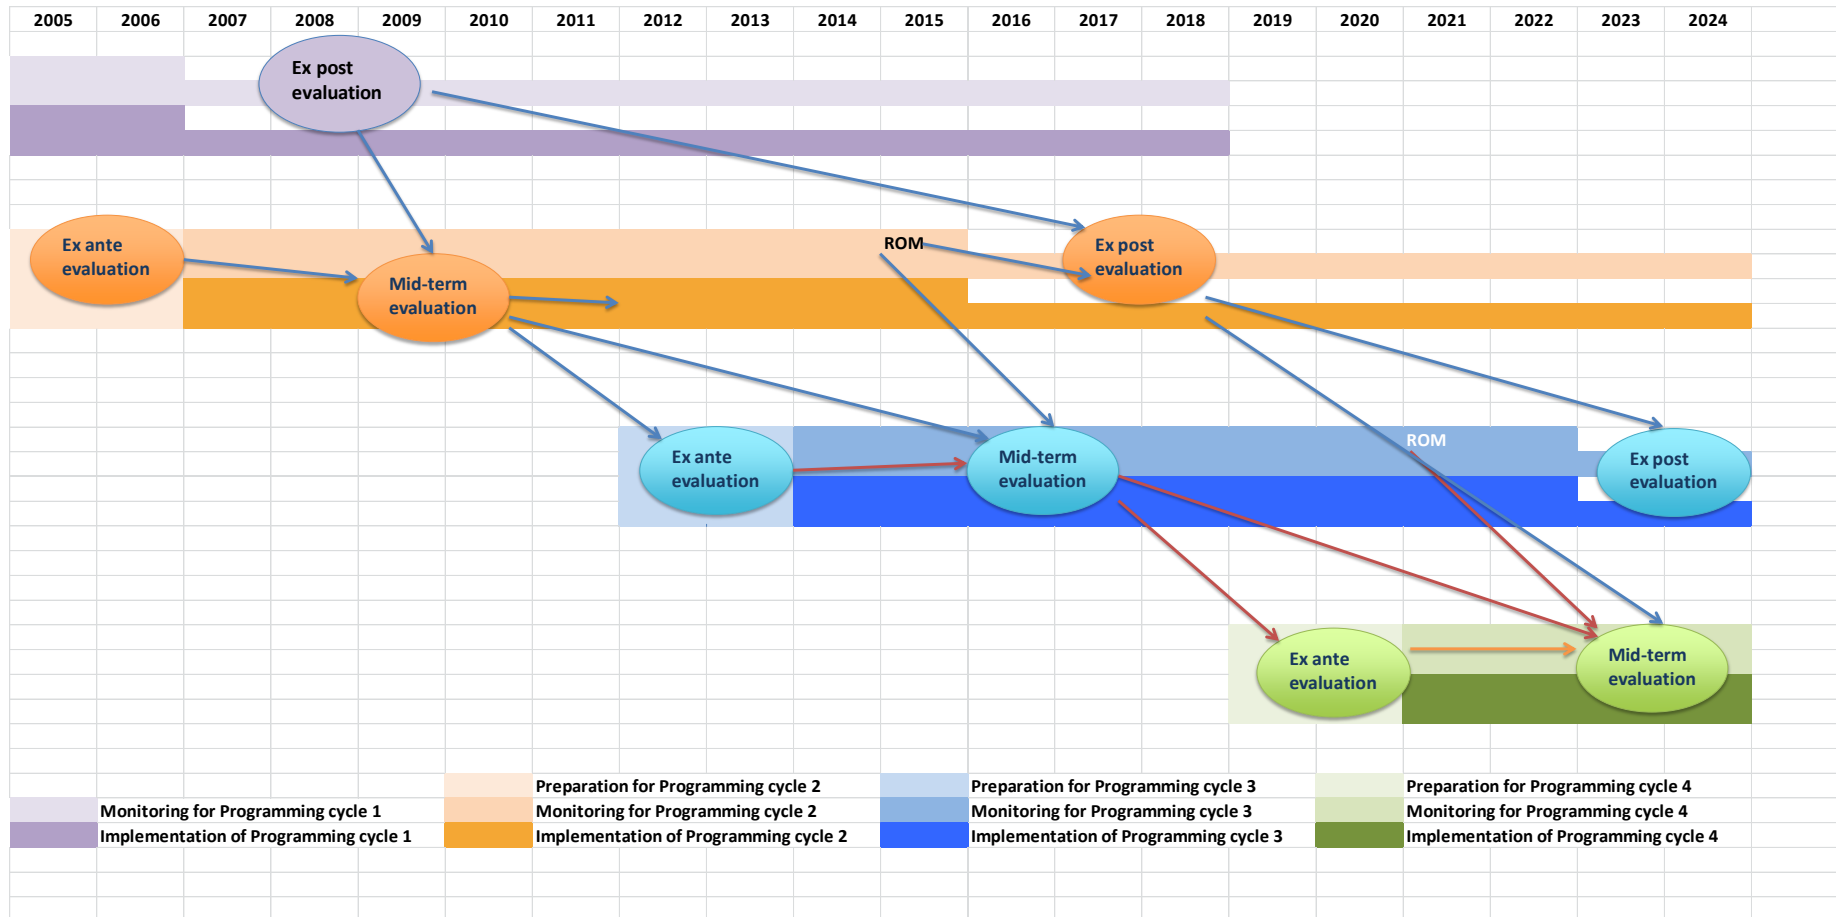 2005 2006 2007 2008 2009 2010 2011 2012 2013 2014 2015 2016 2017 2018 2019 2020 2021 2022 2023 2024
Ex post
evaluation
Ex ante
evaluation
Mid-term
evaluation
ROM
Ex post
evaluation
Ex ante
evaluation
Mid-term
evaluation
ROM
Ex post
evaluation
Ex ante
evaluation
Mid-term
evaluation
Preparation for Programming cycle 2 Preparation for Programming cycle 3 Preparation for Programming cycle 4
Monitoring for Programming cycle 1 Monitoring for Programming cycle 2 Monitoring for Programming cycle 3 Monitoring for Programming cycle 4
Implementation of Programming cycle 1 Implementation of Programming cycle 2 Implementation of Programming cycle 3 Implementation of Programming cycle 4